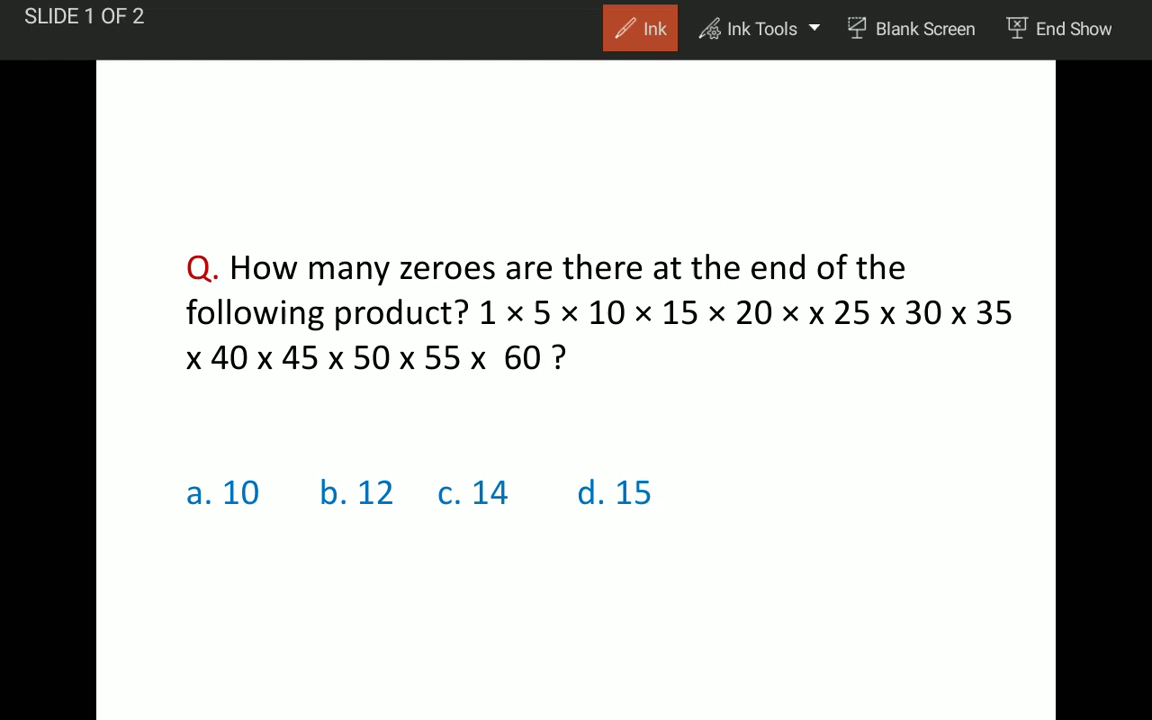 SLIDE 1 OF 2
Ink
Ink Tools
Blank Screen
End Show
Q. How many zeroes are there at the end of the
following product? 1 × 5 × 10 × 15 × 20 × x 25 x 30 x 35
x 40 x 45 x 50 x 55 x  60 ?
a. 10 b. 12 c. 14 d. 15